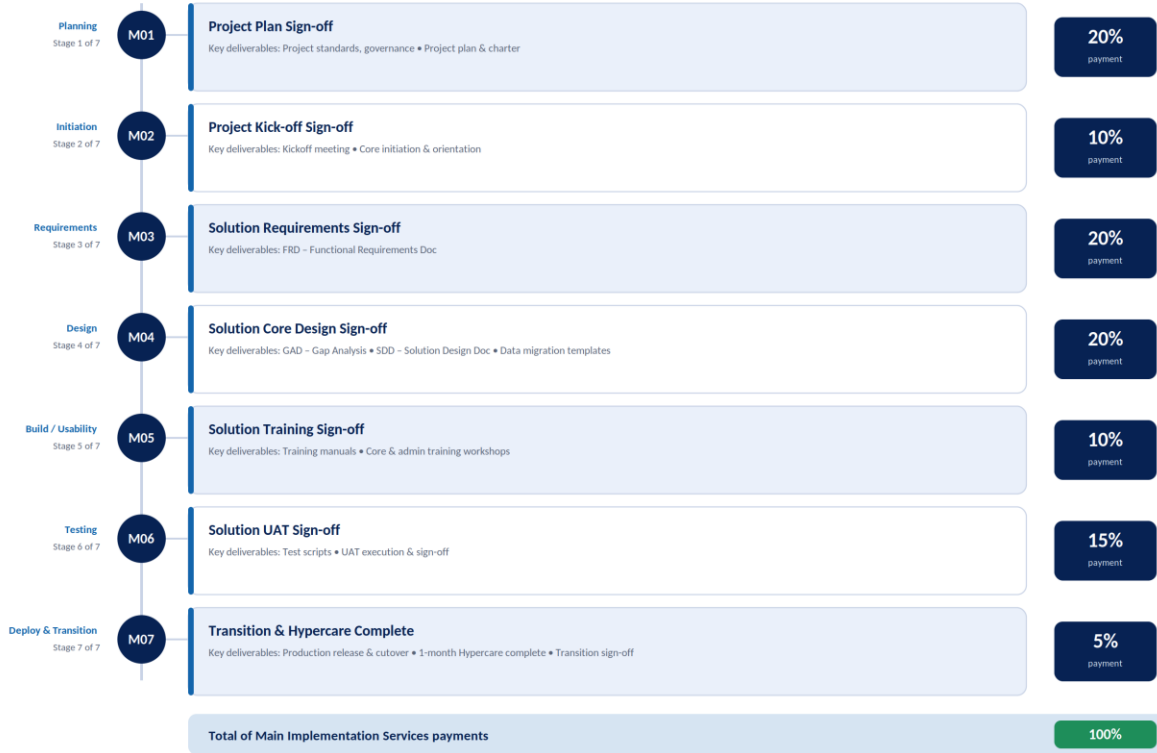 Planning
Stage 1 of 7
M01
Project Plan Sign-off
Key deliverables: Project standards, governance • Project plan & charter
20%
payment
Initiation
Stage 2 of 7
M02
Project Kick-off Sign-off
Key deliverables: Kickoff meeting • Core initiation & orientation
10%
payment
Requirements
Stage 3 of 7
M03
Solution Requirements Sign-off
Key deliverables: FRD – Functional Requirements Doc
20%
payment
Design
Stage 4 of 7
M04
Solution Core Design Sign-off
Key deliverables: GAD – Gap Analysis • SDD – Solution Design Doc • Data migration templates
20%
payment
Build / Usability
Stage 5 of 7
M05
Solution Training Sign-off
Key deliverables: Training manuals • Core & admin training workshops
10%
payment
Testing
Stage 6 of 7
M06
Solution UAT Sign-off
Key deliverables: Test scripts • UAT execution & sign-off
15%
payment
Deploy & Transition
Stage 7 of 7
M07
Transition & Hypercare Complete
Key deliverables: Production release & cutover • 1-month Hypercare complete • Transition sign-off
5%
payment
Total of Main Implementation Services payments
100%